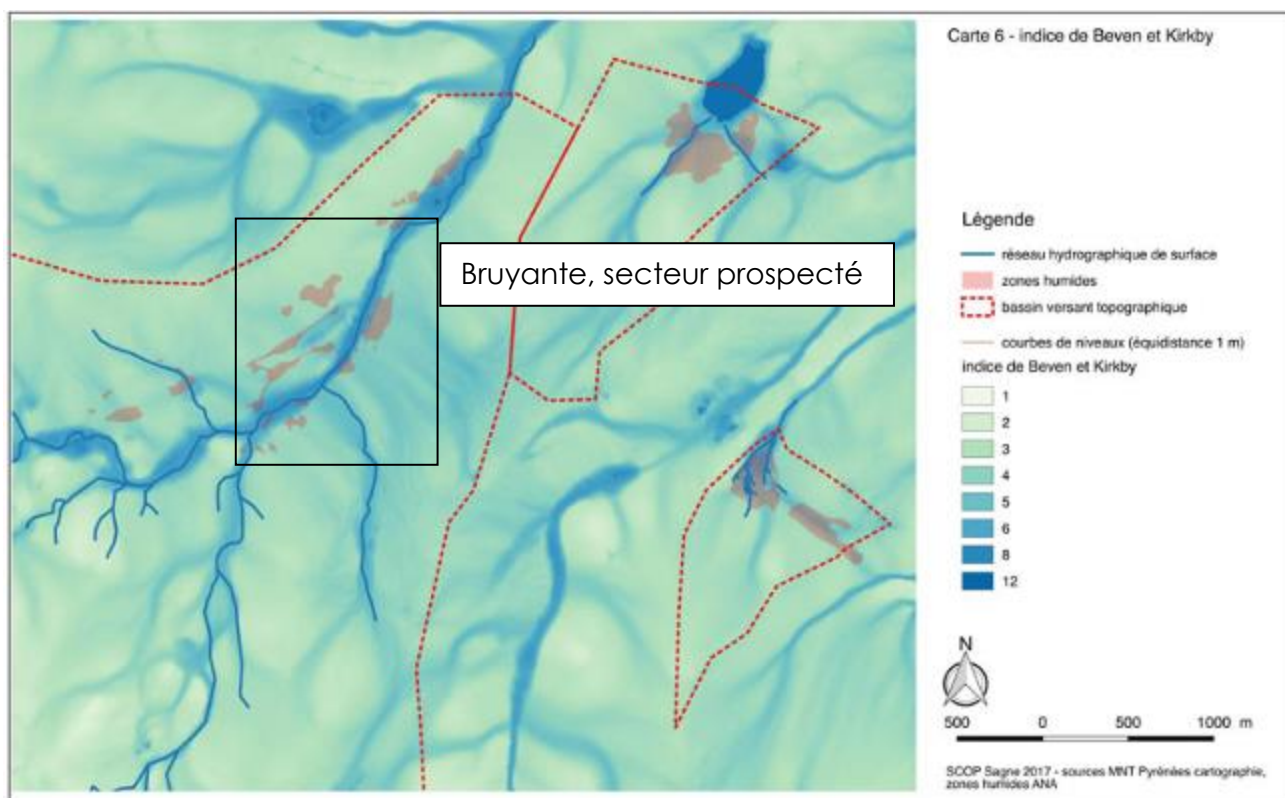 Carte 6 - indice de Beven et Kirkby
Bruyante, secteur prospecté
Légende
réseau hydrographique de surface
zones humides
bassin versant topographique
courbes de niveaux (équidistance 1 m)
indice de Beven et Kirkby
1
2
3
4
5
6
8
12
N
500 0 500 1000 m
SCOP Sagne 2017 - sources MNT Pyrénées cartographie,
zones humides ANA